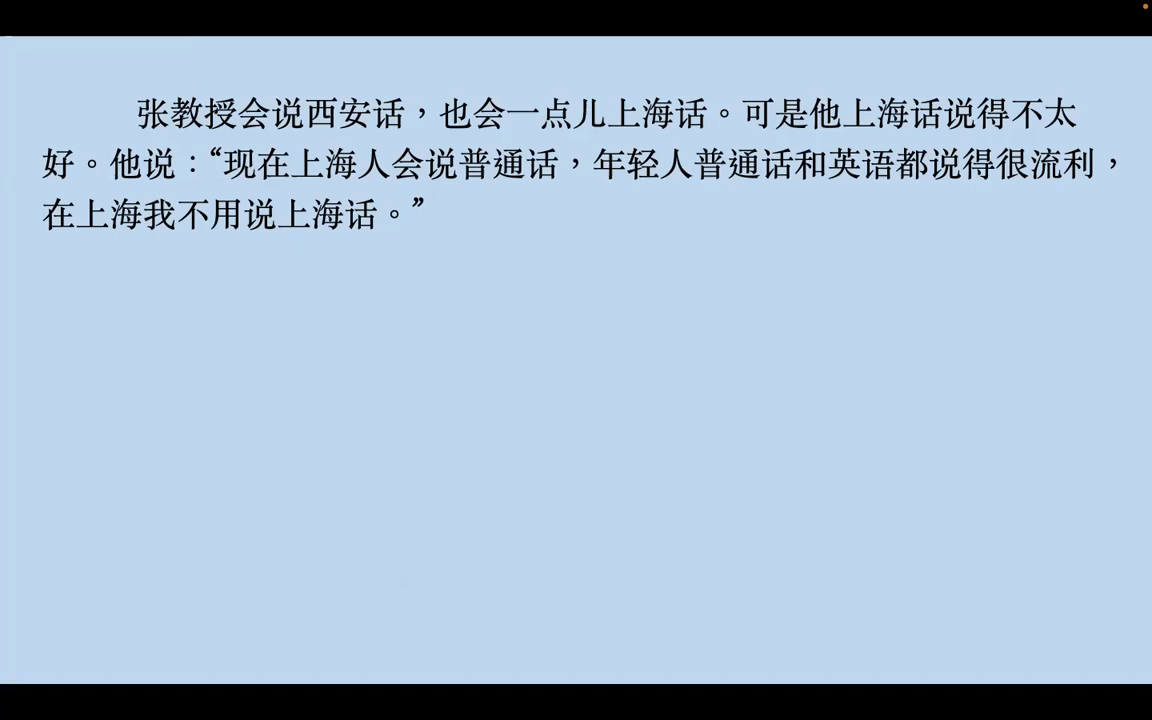 张教授会说西安话，也会一点儿上海话。可是他上海话说得不太
好。他说：“现在上海人会说普通话，年轻人普通话和英语都说得很流利，
在上海我不用说上海话。”